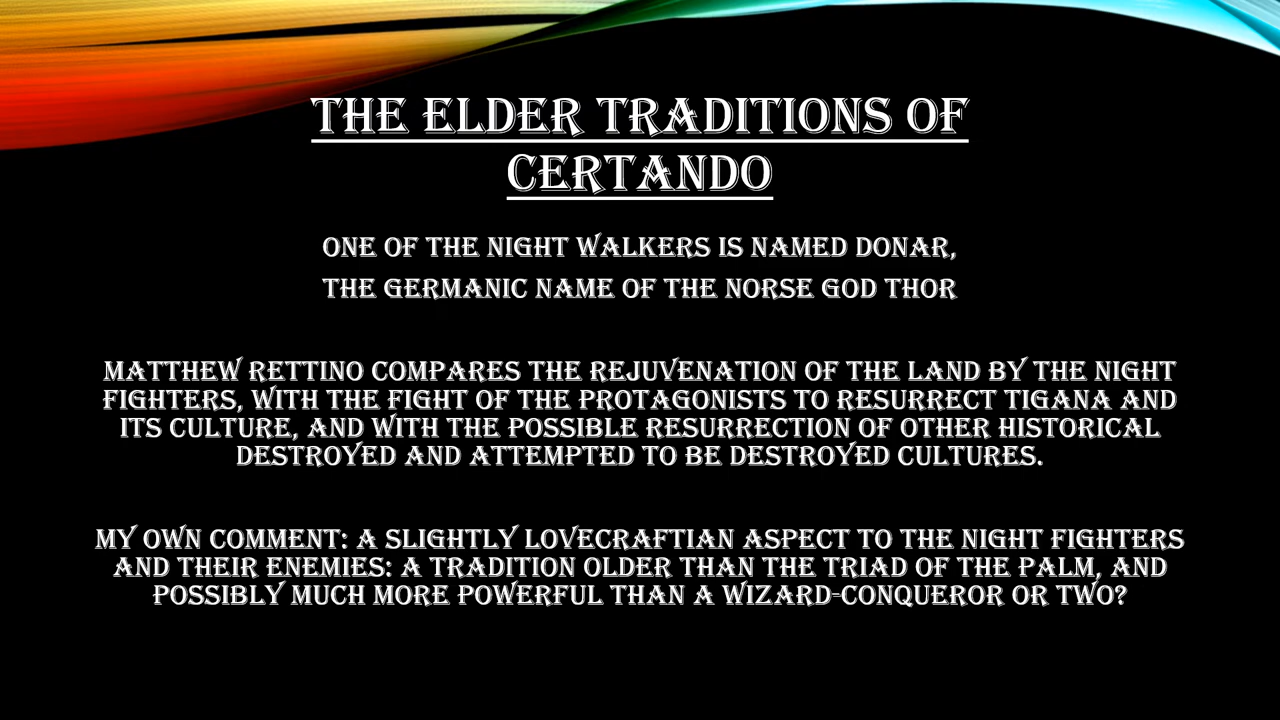 THE ELDER TRADITIONS OF
CERTANDO
ONE OF THE NIGHT WALKERS IS NAMED DONAR,
THE GERMANIC NAME OF THE NORSE GOD THOR
MATTHEW RETTINO COMPARES THE REJUVENATION OF THE LAND BY THE NIGHT
FIGHTERS, WITH THE FIGHT OF THE PROTAGONISTS TO RESURRECT TIGANA AND
ITS CULTURE, AND WITH THE POSSIBLE RESURRECTION OF OTHER HISTORICAL
DESTROYED AND ATTEMPTED TO BE DESTROYED CULTURES.
MY OWN COMMENT: A SLIGHTLY LOVECRAFTIAN ASPECT TO THE NIGHT FIGHTERS
AND THEIR ENEMIES: A TRADITION OLDER THAN THE TRIAD OF THE PALM, AND
POSSIBLY MUCH MORE POWERFUL THAN A WIZARD-CONQUEROR OR TWO?